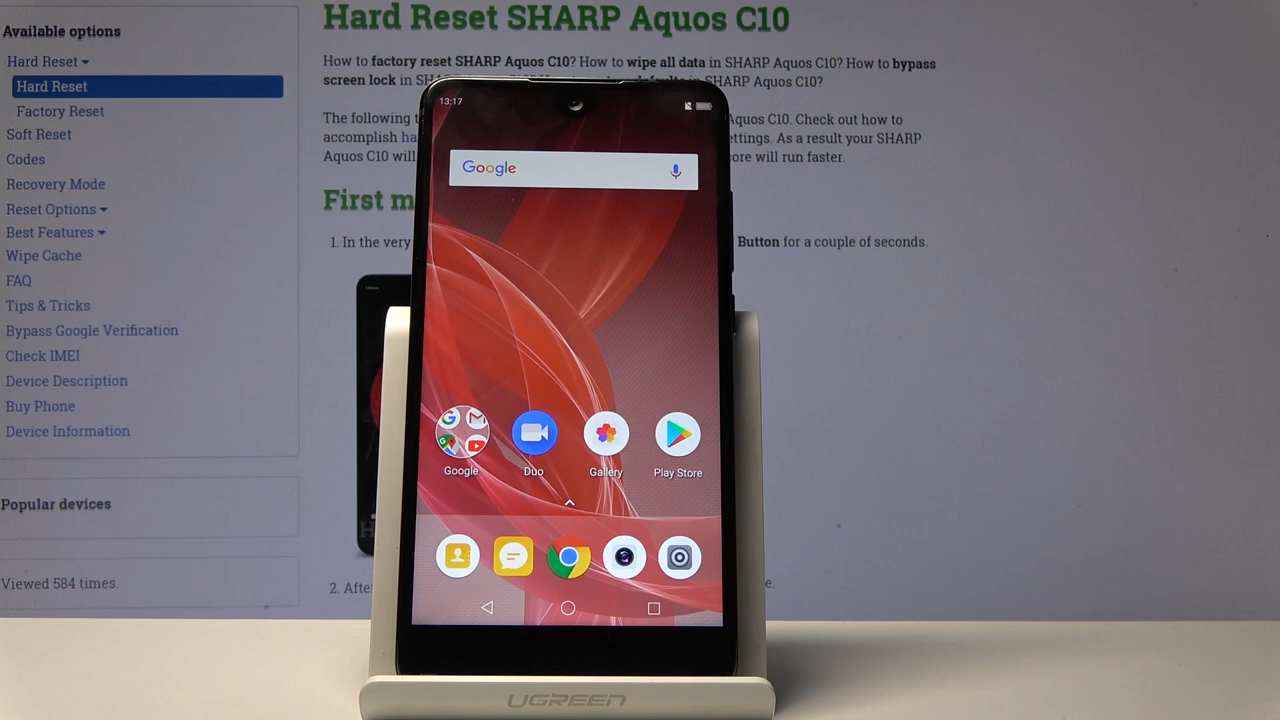 Available options
Hard Reset
Hard Reset
Factory Reset
Soft Reset
Codes
Recovery Mode
Reset Options
Best Features
Wipe Cache
FAQ
Tips & Tricks
Bypass Google Verification
Check IMEI
Device Description
Buy Phone
Device Information
Popular devices
Viewed 584 times.
Hard Reset SHARP Aquos C10
How to factory reset SHARP Aquos C10? How to wipe all data in SHARP Aquos C10? How to bypass
screen lock in SHARP Aquos C10?
The following Aquos C10. Check out how to
accomplish ettings. As a result your SHARP
Aquos C10 will ore will run faster.
First m
1. In the very Button for a couple of seconds.
2. After e.
13:17
Google
Google
Duo
Gallery
Play Store
UGREEN